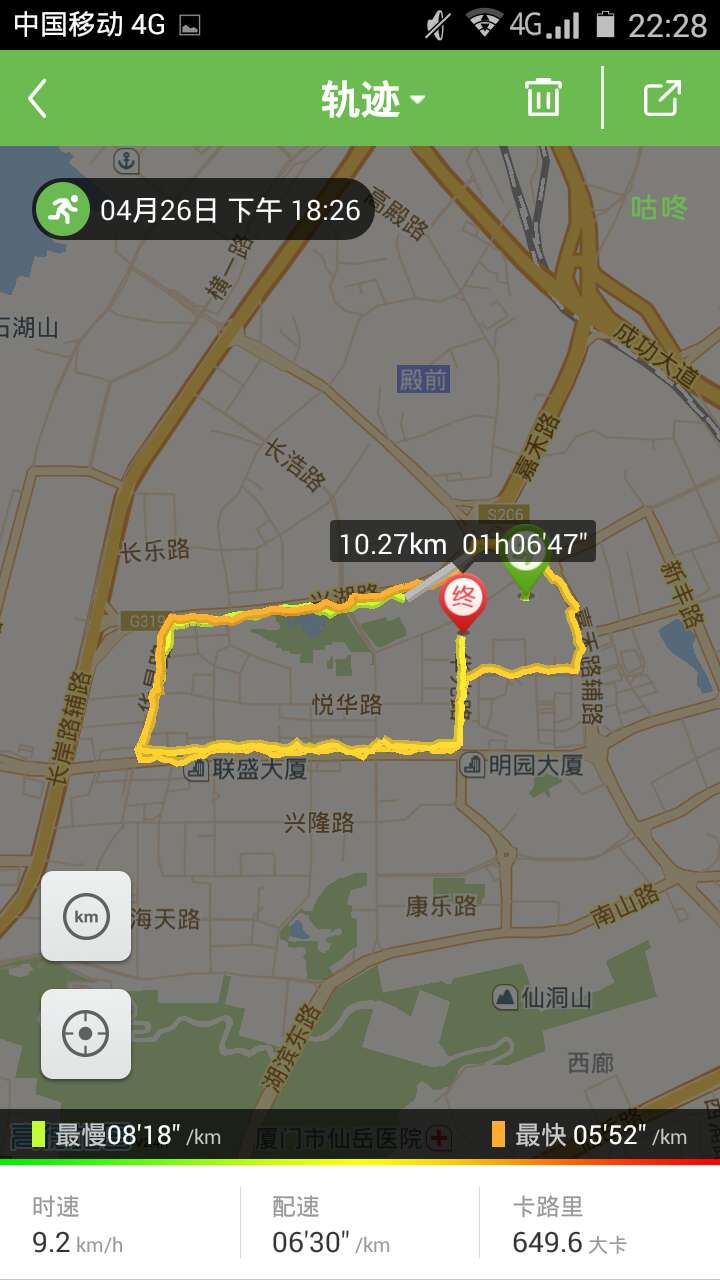 中国移动 4G
4G
22:28
轨迹
04月26日 下午 18:26
咕咚
高殿路
横一路
石湖山
成功大道
殿前
嘉禾路
长浩路
S206
10.27km 01h06'47"
长乐路
兴湖路
终
新丰路
G319
嘉禾路辅路
悦华路
长岸路辅路
联盛大厦
明园大厦
兴隆路
km
海天路
康乐路
南山路
仙洞山
湖滨东路
西廊
最慢08'18" /km
厦门市仙岳医院
最快 05'52" /km
时速
配速
卡路里
9.2 km/h
06'30" /km
649.6 大卡